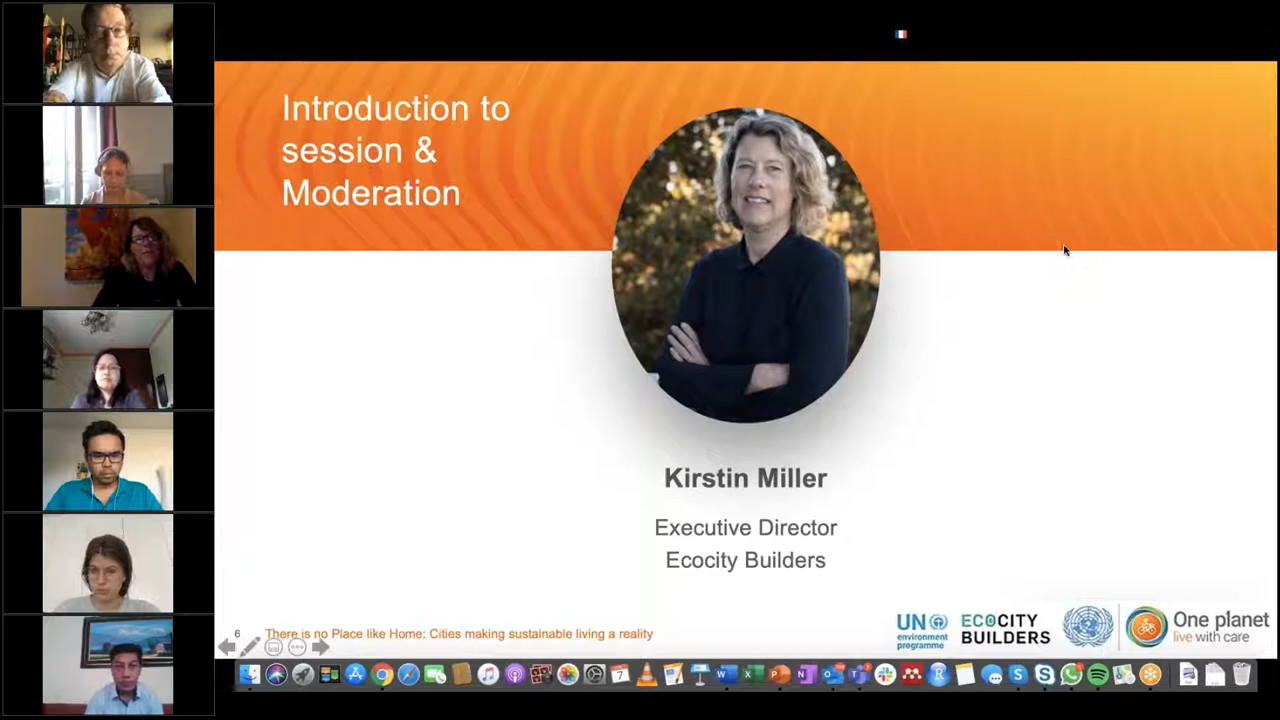 Introduction to
session &
Moderation
Kirstin Miller
Executive Director
Ecocity Builders
6
There is no Place like Home: Cities making sustainable living a reality
UN
environment
programme
ECOCITY
BUILDERS
One planet
live with care
7